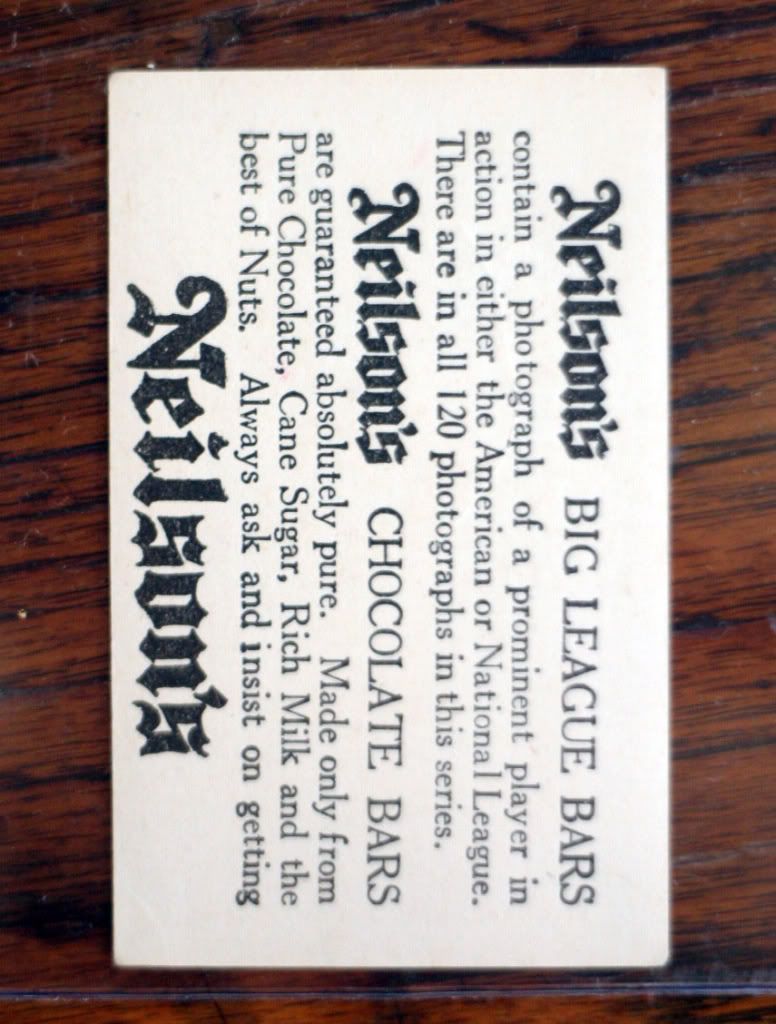 Neilson's BIG LEAGUE BARS
contain a photograph of a prominent player in
action in either the American or National League.
There are in all 120 photographs in this series.
Neilson's CHOCOLATE BARS
are guaranteed absolutely pure. Made only from
Pure Chocolate, Cane Sugar, Rich Milk and the
best of Nuts. Always ask and insist on getting
Neilson's